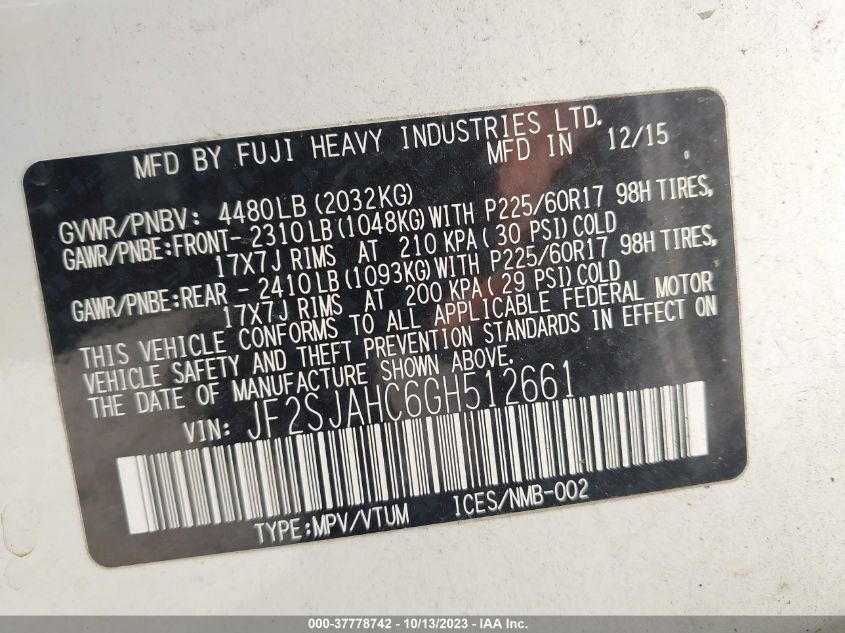 MFD BY FUJI HEAVY INDUSTRIES LTD.
MFD IN 12/15
GVWR/PNBV: 4480LB (2032KG)
GAWR/PNBE:FRONT- 2310LB (1048KG) WITH P225/60R17 98H TIRES,
17X7J RIMS AT 210 KPA( 30 PSI) COLD
GAWR/PNBE:REAR - 2410LB (1093KG) WITH P225/60R17 98H TIRES,
17X7J RIMS AT 200 KPA( 29 PSI) COLD
THIS VEHICLE CONFORMS TO ALL APPLICABLE FEDERAL MOTOR
VEHICLE SAFETY AND THEFT PREVENTION STANDARDS IN EFFECT ON
THE DATE OF MANUFACTURE SHOWN ABOVE.
VIN: JF2SJAHC6GH512661
TYPE:MPV/VTUM ICES/NMB-002
000-37778742 - 10/13/2023 - IAA Inc.